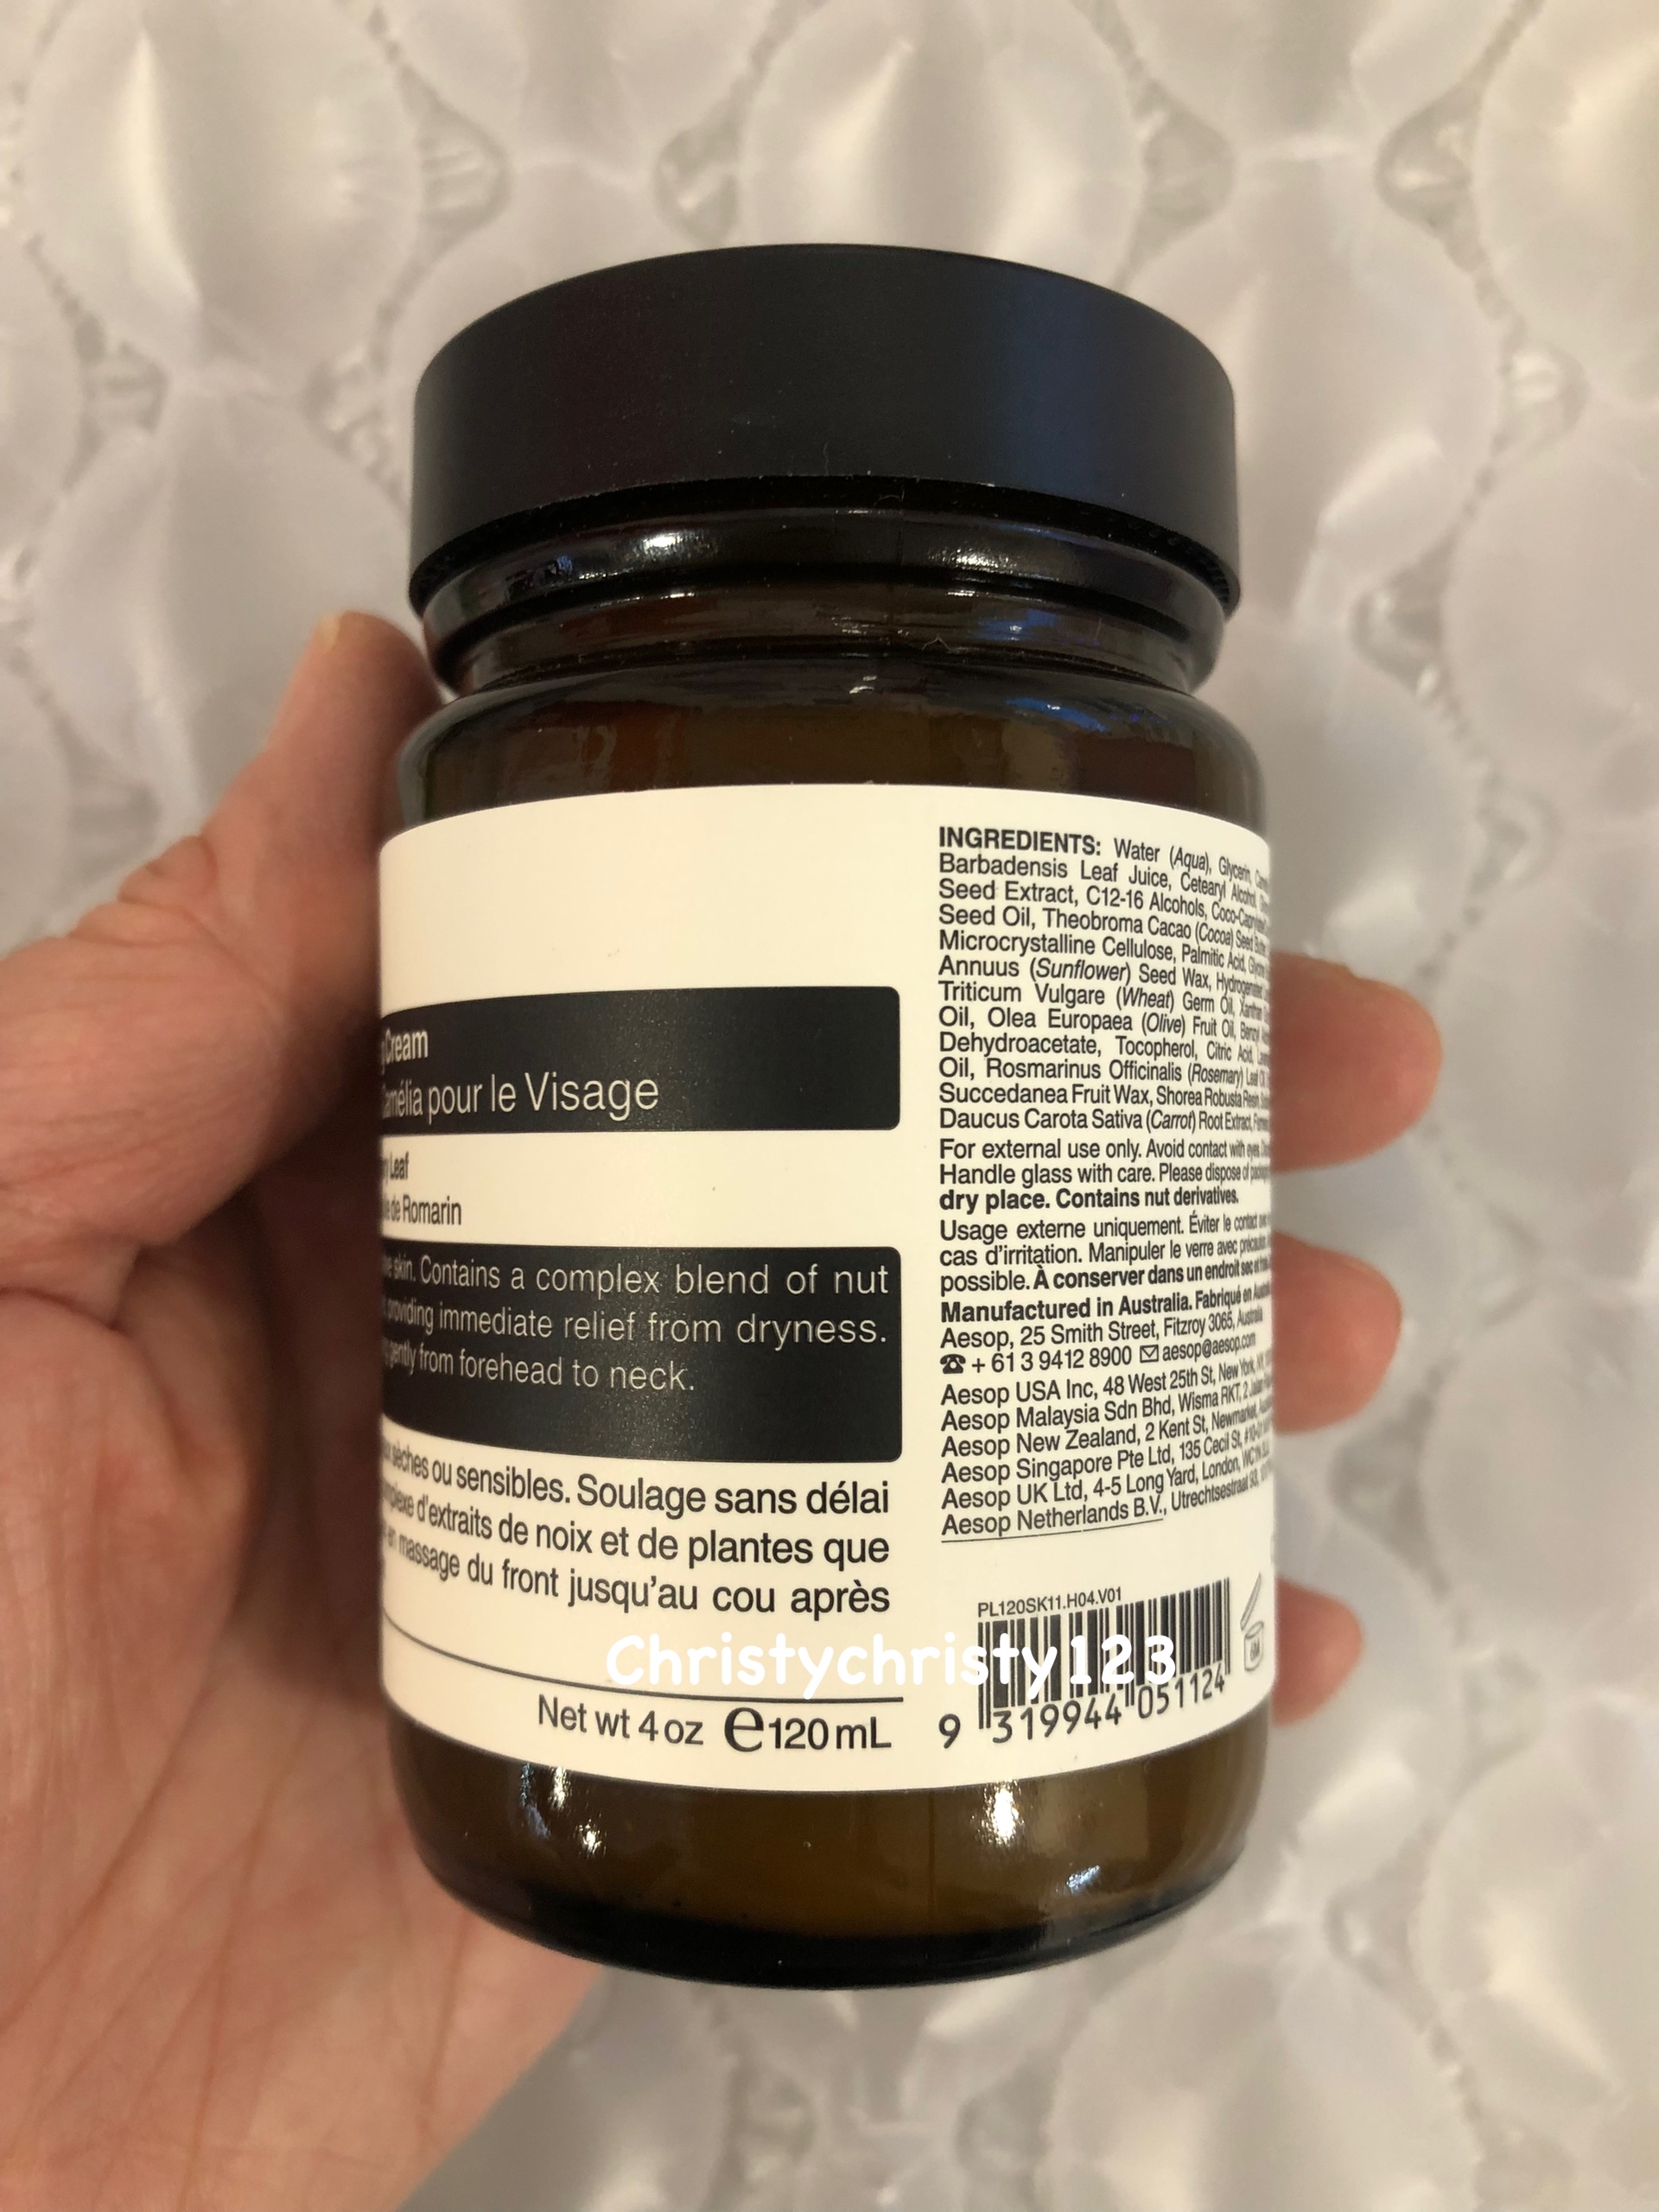 Cream
Camélia pour le Visage
Leaf
de Romarin
skin. Contains a complex blend of nut
providing immediate relief from dryness.
gently from forehead to neck.
sèches ou sensibles. Soulage sans délai
d'extraits de noix et de plantes que
massage du front jusqu'au cou après
Net wt 4 oz ℮120 mL
INGREDIENTS: Water (Aqua), Glycerin,
Barbadensis Leaf Juice, Cetearyl Alcohol,
Seed Extract, C12-16 Alcohols,
Seed Oil, Theobroma Cacao (Cocoa) Seed
Microcrystalline Cellulose, Palmitic Acid,
Annuus (Sunflower) Seed Wax,
Triticum Vulgare (Wheat) Germ Oil,
Oil, Olea Europaea (Olive) Fruit Oil,
Dehydroacetate, Tocopherol, Citric Acid,
Oil, Rosmarinus Officinalis (Rosemary) Leaf
Succedanea Fruit Wax, Shorea Robusta Resin,
Daucus Carota Sativa (Carrot) Root Extract,
For external use only. Avoid contact with eyes.
Handle glass with care. Please dispose of
dry place. Contains nut derivatives.
Usage externe uniquement. Éviter le contact
cas d'irritation. Manipuler le verre avec précaution.
possible. À conserver dans un endroit sec et
Manufactured in Australia. Fabriqué en
Aesop, 25 Smith Street, Fitzroy 3065, Australia
☎ + 61 3 9412 8900 ✉ aesop@aesop.com
Aesop USA Inc, 48 West 25th St, New York,
Aesop Malaysia Sdn Bhd, Wisma RKT, 2
Aesop New Zealand, 2 Kent St, Newmarket,
Aesop Singapore Pte Ltd, 135 Cecil St,
Aesop UK Ltd, 4-5 Long Yard, London,
Aesop Netherlands B.V., Utrechtsestraat
PL120SK11.H04.V01
Christychristy123
9 319944 051124